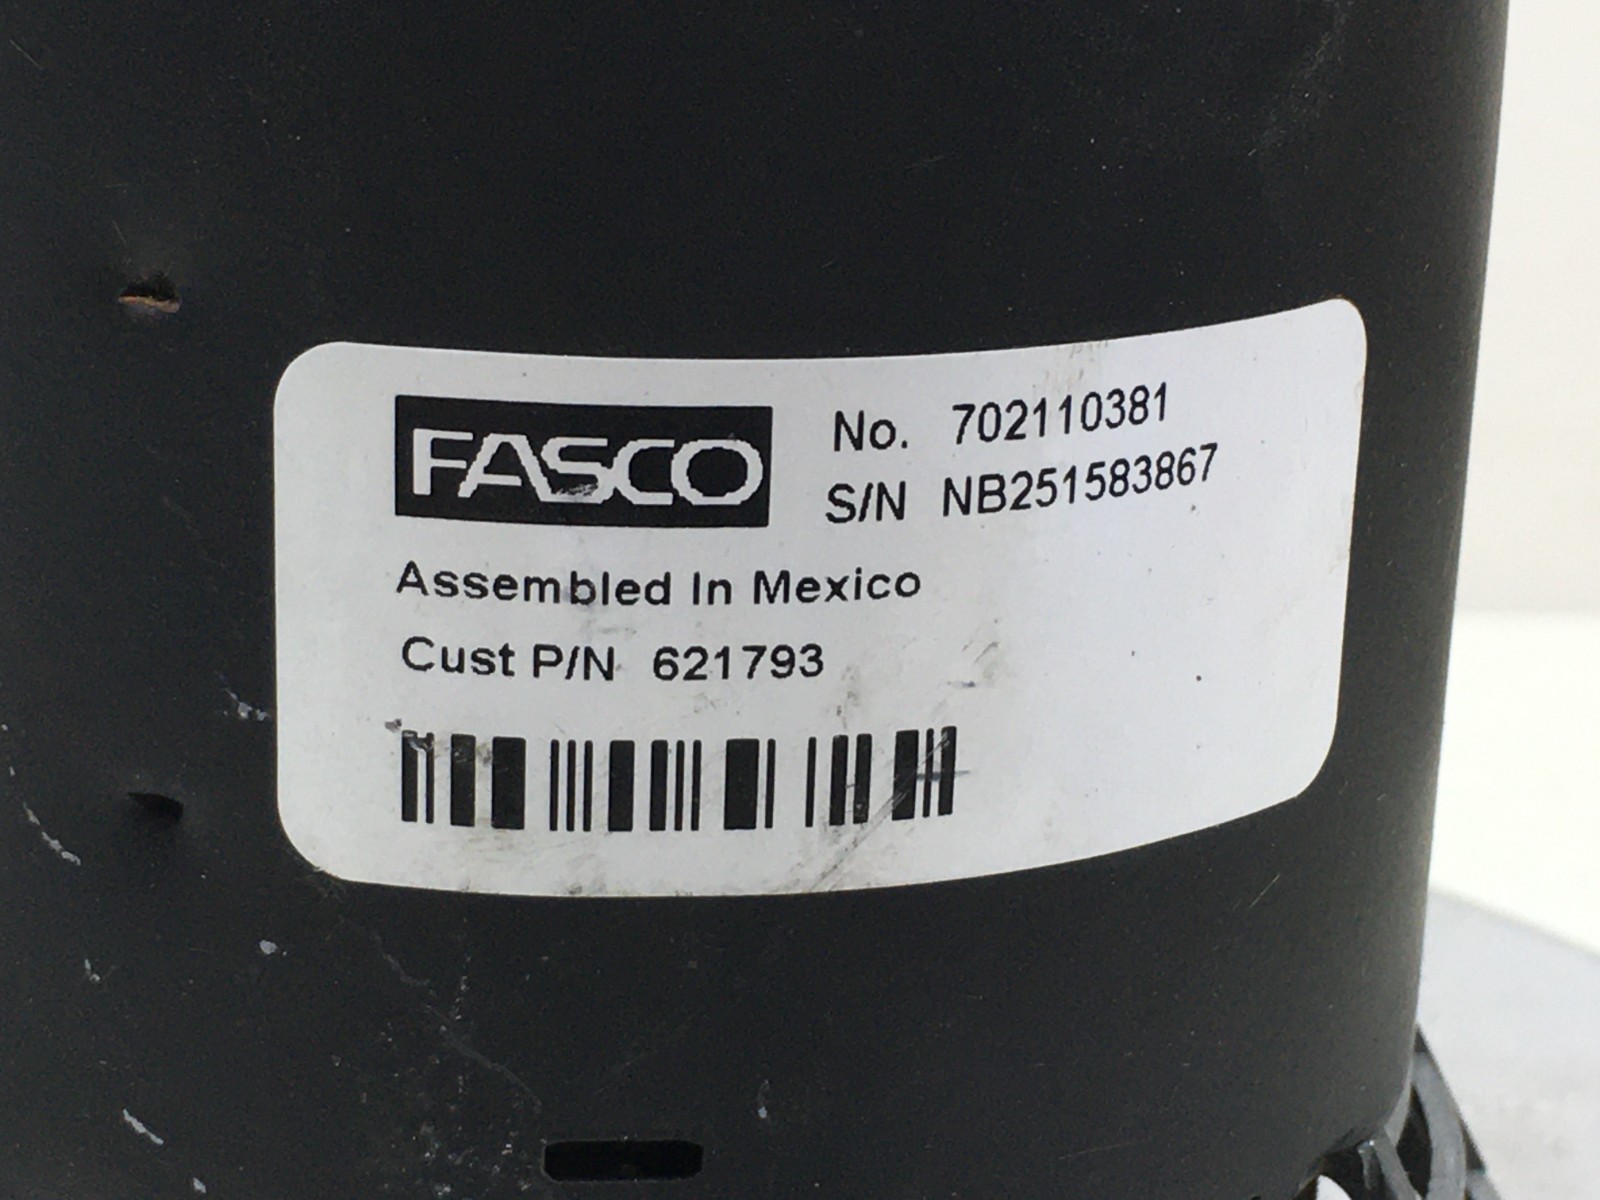 FASCO
No. 702110381
S/N NB251583867
Assembled In Mexico
Cust P/N 621793